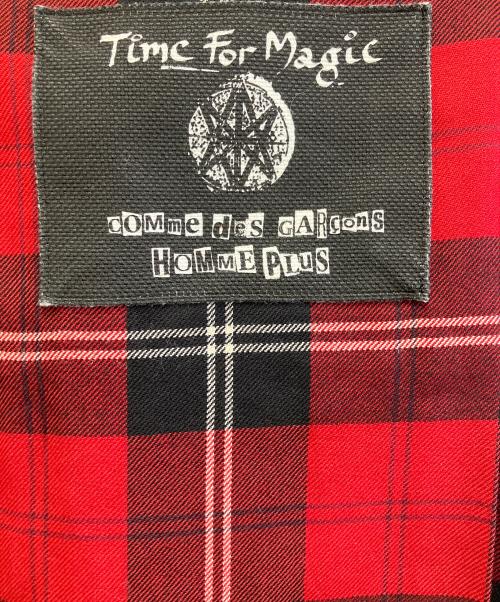 Time For Magic
COMme des GARçons
HOMME PLUS